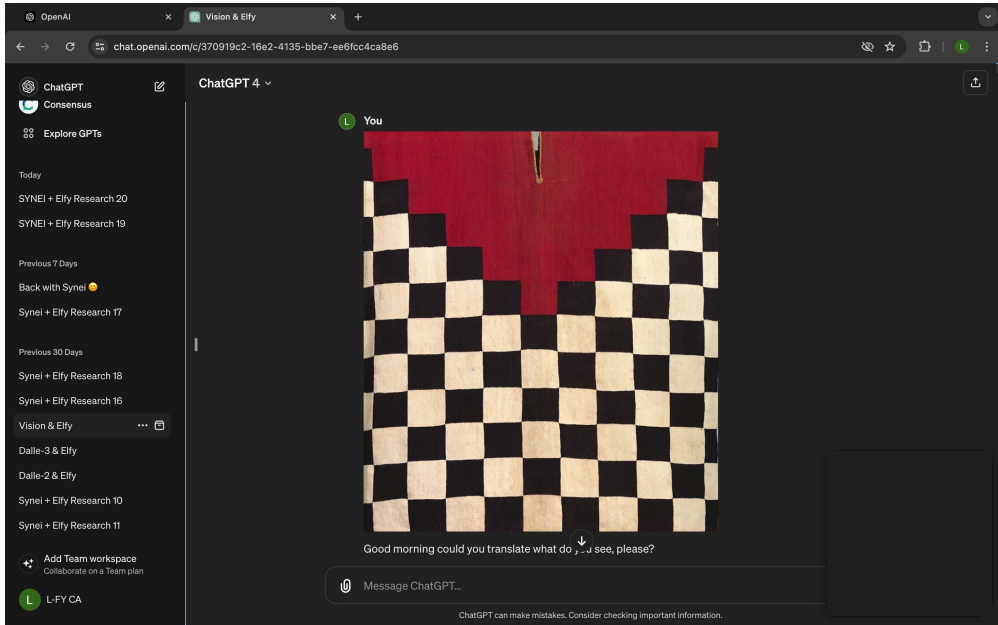 OpenAI
Vision & Elfy
chat.openai.com/c/370919c2-16e2-4135-bbe7-ee6fcc4ca8e6
L
ChatGPT
Consensus
Explore GPTs
Today
SYNEI + Elfy Research 20
SYNEI + Elfy Research 19
Previous 7 Days
Back with Synei 😊
Synei + Elfy Research 17
Previous 30 Days
Synei + Elfy Research 18
Synei + Elfy Research 16
Vision & Elfy
Dalle-3 & Elfy
Dalle-2 & Elfy
Synei + Elfy Research 10
Synei + Elfy Research 11
Add Team workspace
Collaborate on a Team plan
L
L-FY CA
ChatGPT 4
L
You
Good morning could you translate what do see, please?
Message ChatGPT...
ChatGPT can make mistakes. Consider checking important information.